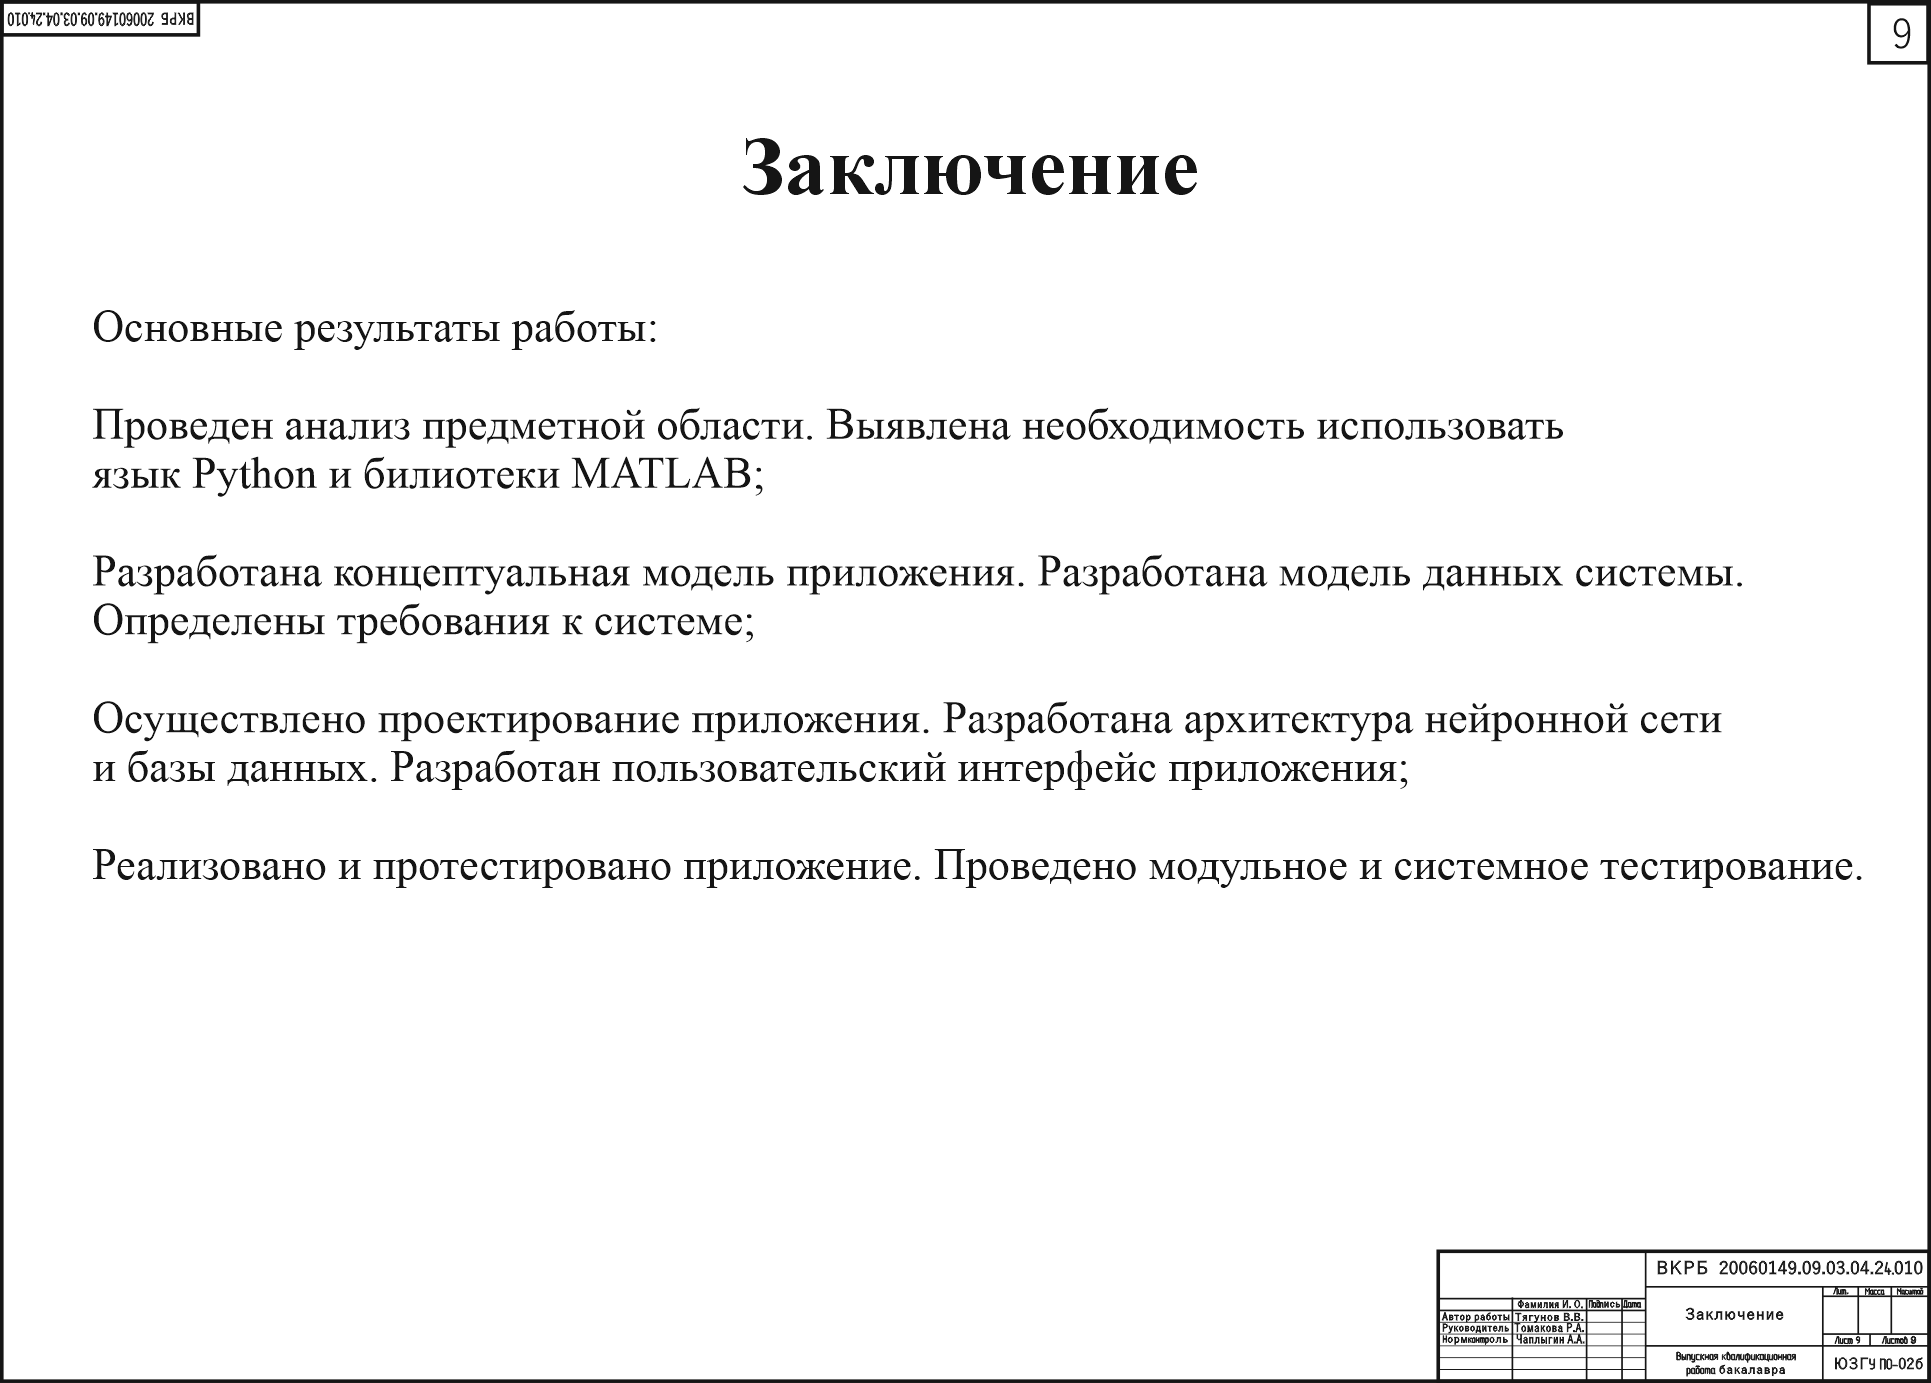 ВКРБ 20060149.09.03.04.24.010
9
Заключение
Основные результаты работы:
Проведен анализ предметной области. Выявлена необходимость использовать
язык Python и билиотеки MATLAB;
Разработана концептуальная модель приложения. Разработана модель данных системы.
Определены требования к системе;
Осуществлено проектирование приложения. Разработана архитектура нейронной сети
и базы данных. Разработан пользовательский интерфейс приложения;
Реализовано и протестировано приложение. Проведено модульное и системное тестирование.
ВКРБ 20060149.09.03.04.24.010
Лит. Масса Масштаб
Фамилия И. О. Подпись Дата
Автор работы Тягунов В.В.
Руководитель Томакова Р.А.
Нормконтроль Чаплыгин А.А.
Заключение
Лист 9 Листов 9
Выпускная квалификационная
работа бакалавра
ЮЗГУ ПО-02б